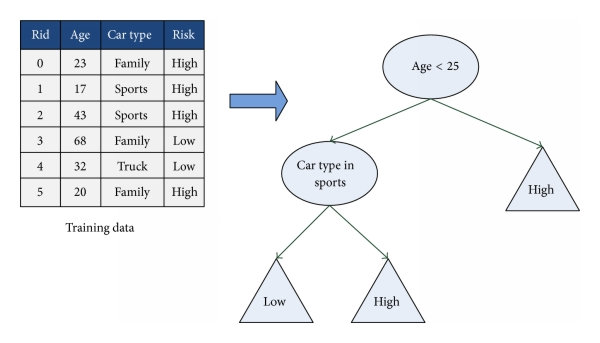 Rid Age Car type Risk
0 23 Family High
1 17 Sports High
2 43 Sports High
3 68 Family Low
4 32 Truck Low
5 20 Family High
Training data
Age < 25
Car type in
sports
High
Low
High